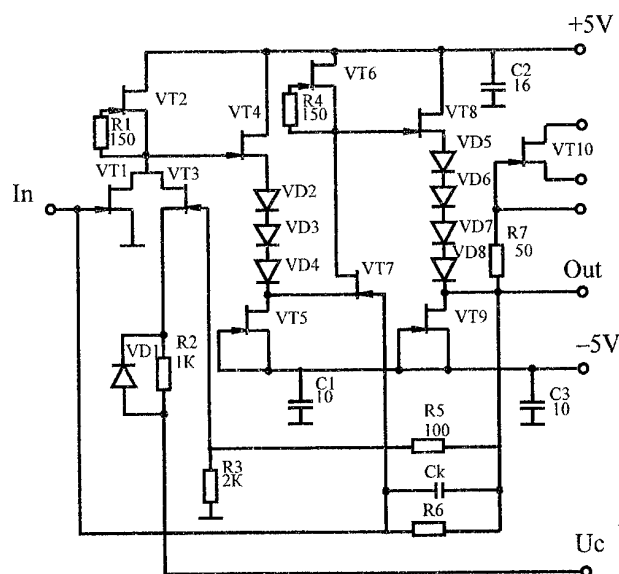 +5V
VT2
VT6
C2
16
R1
150
VT4
R4
150
VT8
VT1
VT3
VD5
VT10
VD6
In
VD2
VD7
R7
50
VD3
VD8
VD4
VT7
Out
VT5
VT9
VD1
R2
1K
–5V
C1
10
C3
10
R5
100
R3
2K
Ck
R6
Uc